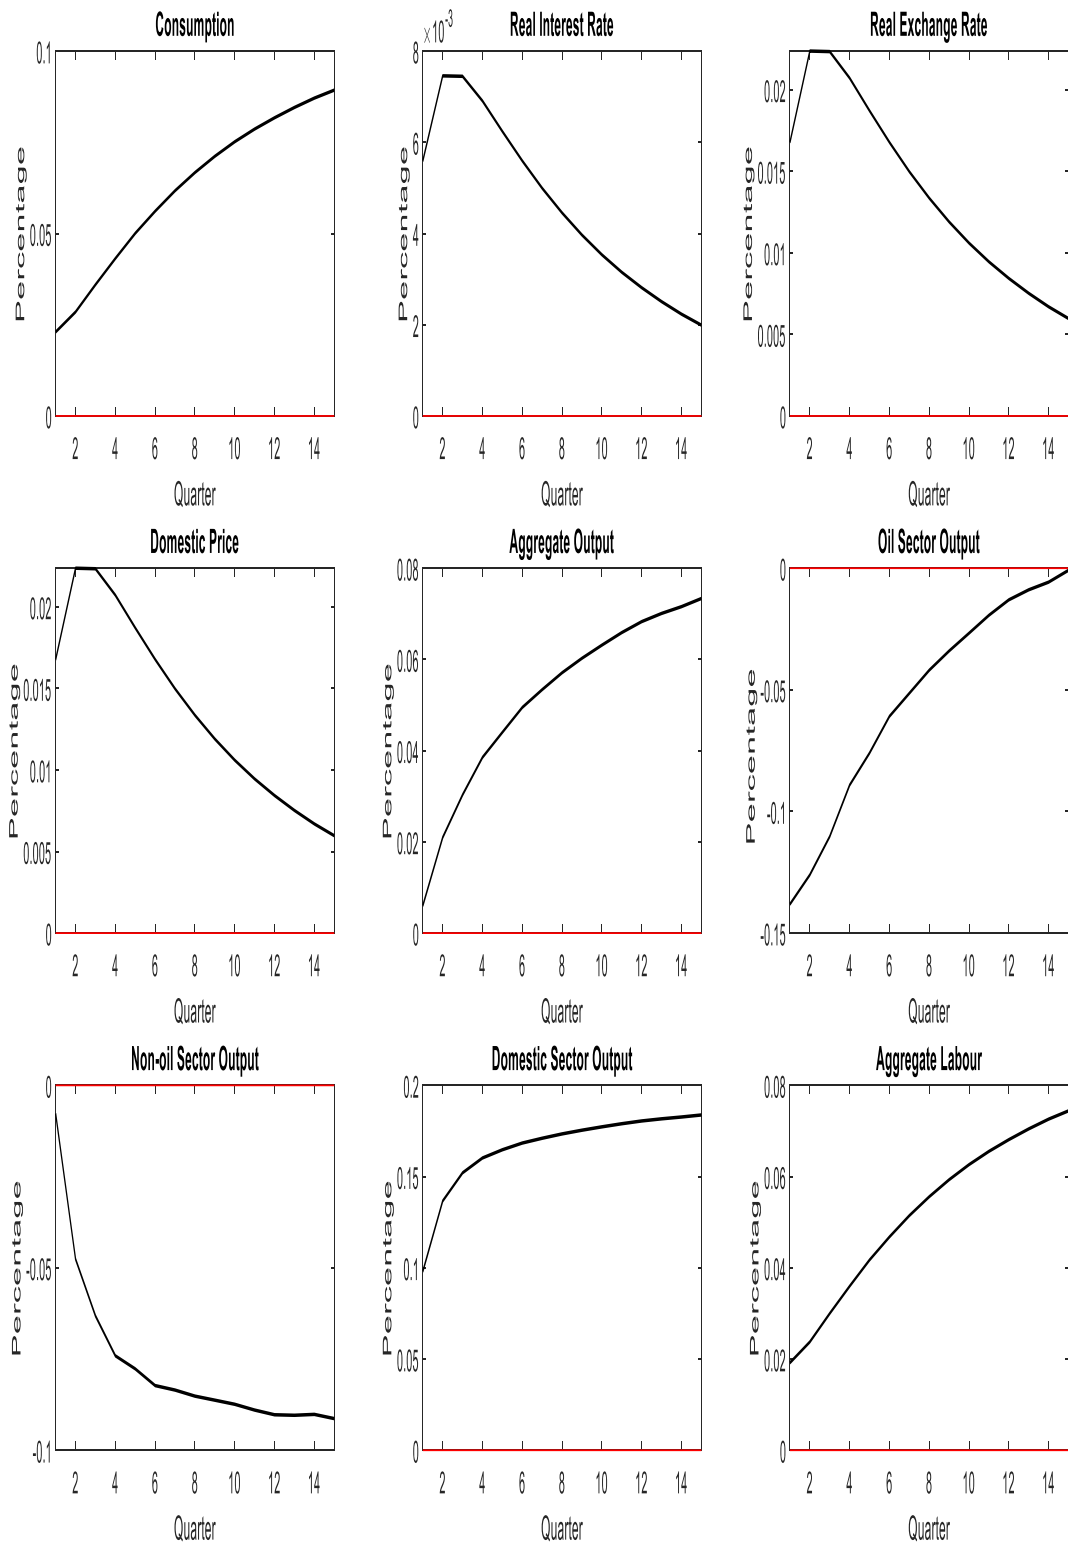 Consumption
Percentage
0.1
0.05
0
2 4 6 8 10 12 14
Quarter
Real Interest Rate
×10^-3
Percentage
8
6
4
2
0
2 4 6 8 10 12 14
Quarter
Real Exchange Rate
Percentage
0.02
0.015
0.01
0.005
0
2 4 6 8 10 12 14
Quarter
Domestic Price
Percentage
0.02
0.015
0.01
0.005
0
2 4 6 8 10 12 14
Quarter
Aggregate Output
Percentage
0.08
0.06
0.04
0.02
0
2 4 6 8 10 12 14
Quarter
Oil Sector Output
Percentage
0
-0.05
-0.1
-0.15
2 4 6 8 10 12 14
Quarter
Non-oil Sector Output
Percentage
0
-0.05
-0.1
2 4 6 8 10 12 14
Quarter
Domestic Sector Output
Percentage
0.2
0.15
0.1
0.05
0
2 4 6 8 10 12 14
Quarter
Aggregate Labour
Percentage
0.08
0.06
0.04
0.02
0
2 4 6 8 10 12 14
Quarter